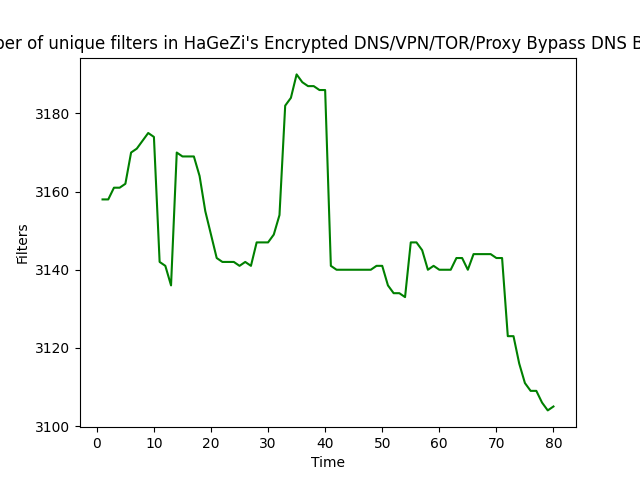 ber of unique filters in HaGeZi's Encrypted DNS/VPN/TOR/Proxy Bypass DNS B
3180
3160
3140
3120
3100
Filters
0 10 20 30 40 50 60 70 80
Time